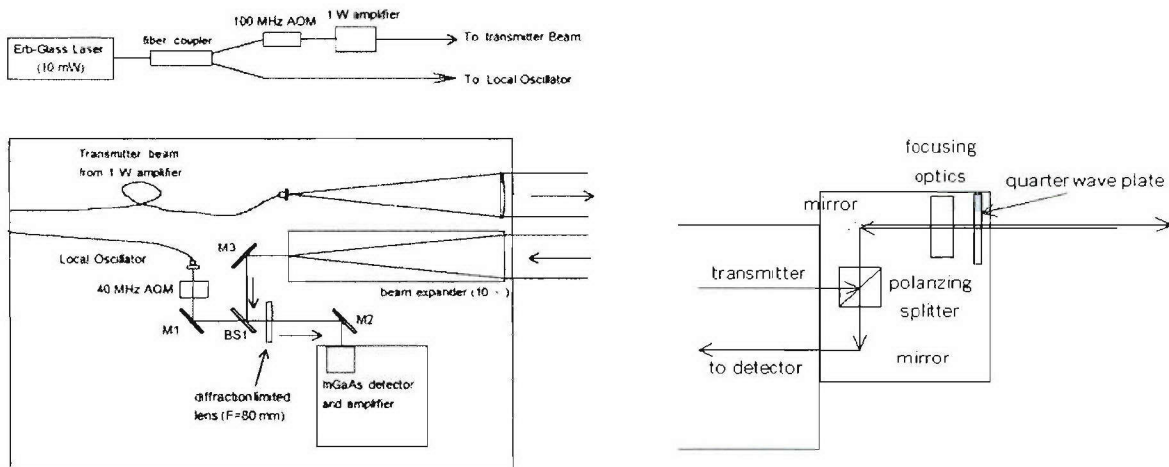 100 MHz AOM
1 W amplifier
fiber coupler
To transmitter Beam
Erb-Glass Laser
(10 mW)
To Local Oscillator
Transmitter beam
from 1 W amplifier
M3
Local Oscillator
40 MHz AOM
beam expander (10 - )
M1
BS1
M2
InGaAs detector
and amplifier
diffraction limited
lens (F=80 mm)
focusing
optics
quarter wave plate
mirror
transmitter
polarizing
splitter
to detector
mirror